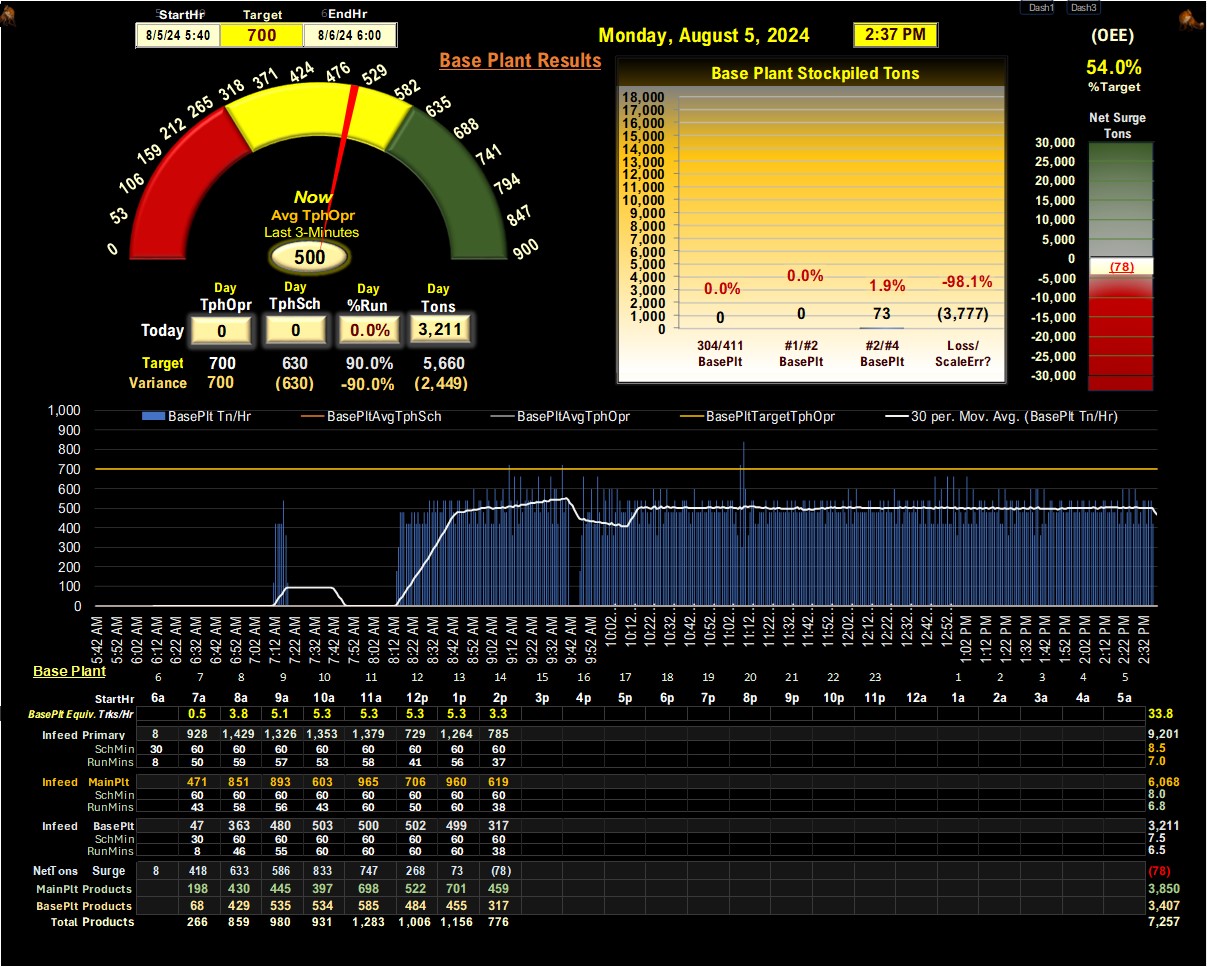 Dash1 Dash3
StartHr Target EndHr
8/5/24 5:40 700 8/6/24 6:00
Monday, August 5, 2024 2:37 PM
(OEE)
54.0%
%Target
Base Plant Results
0 53 106 159 212 265 318 371 424 476 529 582 635 688 741 794 847 900
Now
Avg TphOpr
Last 3-Minutes
500
Day Day Day Day
TphOpr TphSch %Run Tons
Today 0 0 0.0% 3,211
Target 700 630 90.0% 5,660
Variance 700 (630) -90.0% (2,449)
Base Plant Stockpiled Tons
18,000
17,000
16,000
15,000
14,000
13,000
12,000
11,000
10,000
9,000
8,000
7,000
6,000
5,000
4,000
3,000
2,000
1,000
0
0.0% 0.0% 1.9% -98.1%
0 0 73 (3,777)
304/411 #1/#2 #2/#4 Loss/
BasePlt BasePlt BasePlt ScaleErr?
Net Surge
Tons
30,000
25,000
20,000
15,000
10,000
5,000
0
(78)
-5,000
-10,000
-15,000
-20,000
-25,000
-30,000
BasePlt Tn/Hr BasePltAvgTphSch BasePltAvgTphOpr BasePltTargetTphOpr 30 per. Mov. Avg. (BasePlt Tn/Hr)
1,000
900
800
700
600
500
400
300
200
100
0
5:42 AM 5:52 AM 6:02 AM 6:12 AM 6:22 AM 6:32 AM 6:42 AM 6:52 AM 7:02 AM 7:12 AM 7:22 AM 7:32 AM 7:42 AM 7:52 AM 8:02 AM 8:12 AM 8:22 AM 8:32 AM 8:42 AM 8:52 AM 9:02 AM 9:12 AM 9:22 AM 9:32 AM 9:42 AM 9:52 AM 10:02… 10:12… 10:22… 10:32… 10:42… 10:52… 11:02… 11:12… 11:22… 11:32… 11:42… 11:52… 12:02… 12:12… 12:22… 12:32… 12:42… 12:52… 1:02 PM 1:12 PM 1:22 PM 1:32 PM 1:42 PM 1:52 PM 2:02 PM 2:12 PM 2:22 PM 2:32 PM
Base Plant
6 7 8 9 10 11 12 13 14 15 16 17 18 19 20 21 22 23 1 2 3 4 5
StartHr 6a 7a 8a 9a 10a 11a 12p 1p 2p 3p 4p 5p 6p 7p 8p 9p 10p 11p 12a 1a 2a 3a 4a 5a
BasePlt Equiv. Trks/Hr 0.5 3.8 5.1 5.3 5.3 5.3 5.3 3.3 33.8
Infeed Primary 8 928 1,429 1,326 1,353 1,379 729 1,264 785 9,201
SchMin 30 60 60 60 60 60 60 60 60 8.5
RunMins 8 50 59 57 53 58 41 56 37 7.0
Infeed MainPlt 471 851 893 603 965 706 960 619 6,068
SchMin 60 60 60 60 60 60 60 60 8.0
RunMins 43 58 56 43 60 50 60 38 6.8
Infeed BasePlt 47 363 480 503 500 502 499 317 3,211
SchMin 30 60 60 60 60 60 60 60 7.5
RunMins 8 46 55 60 60 60 60 38 6.5
NetTons Surge 8 418 633 586 833 747 268 73 (78) (78)
MainPlt Products 198 430 445 397 698 522 701 459 3,850
BasePlt Products 68 429 535 534 585 484 455 317 3,407
Total Products 266 859 980 931 1,283 1,006 1,156 776 7,257